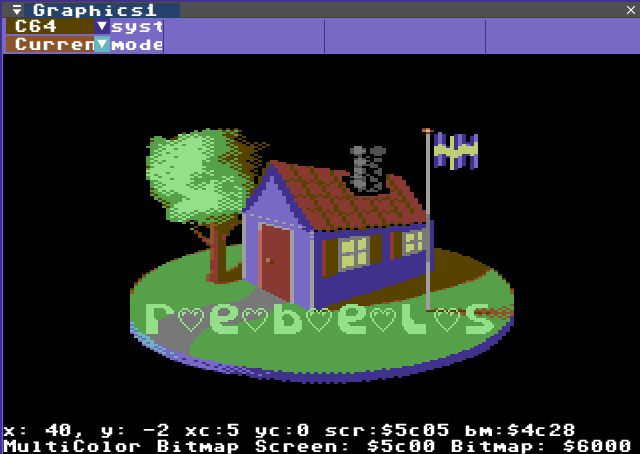 Graphics1
C64 syst
Curren mode
r♡e♡b♡e♡l♡s
x: 40, y: -2 xc:5 yc:0 scr:$5c05 bm:$4c28
MultiColor Bitmap Screen: $5c00 Bitmap: $6000